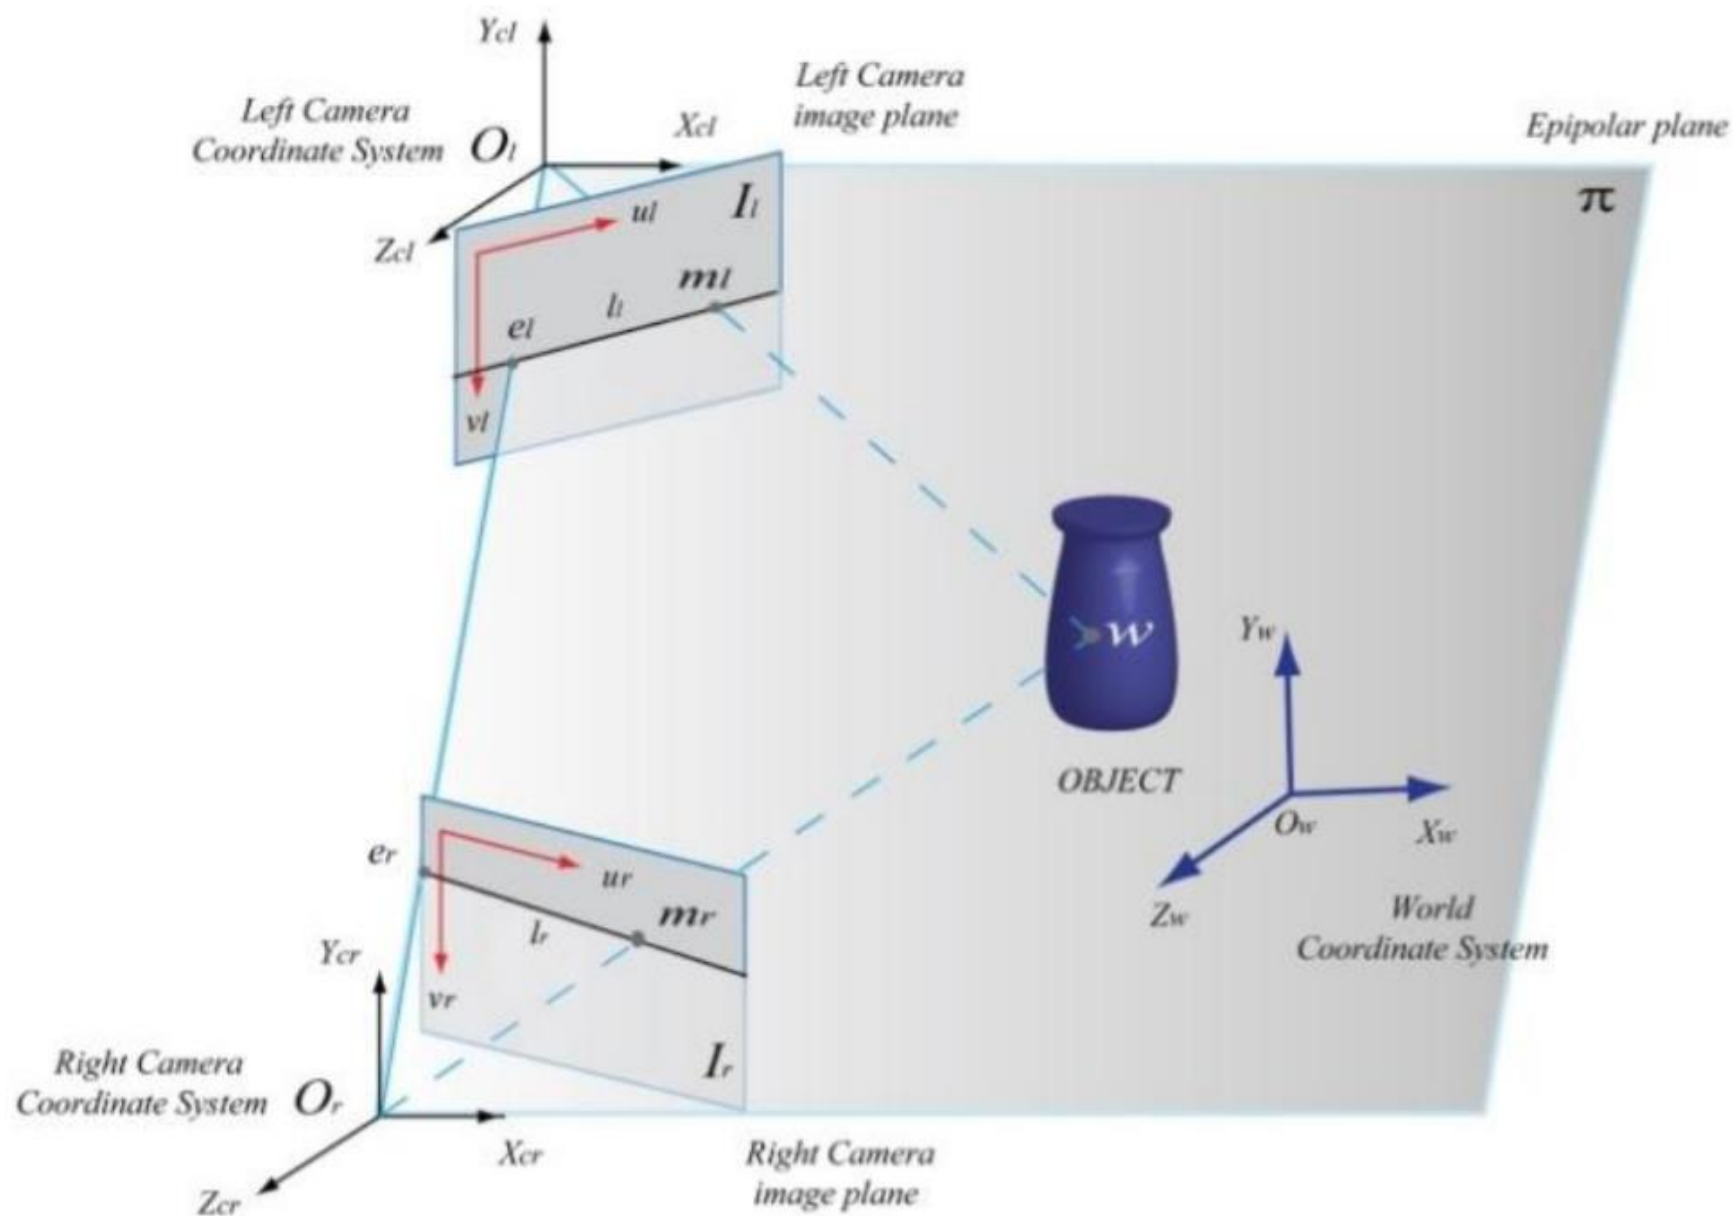 Ycl
Left Camera
Coordinate System
Ol
Xcl
Left Camera
image plane
Epipolar plane
π
Zcl
ul
Il
ml
ll
el
vl
w
OBJECT
Yw
Ow
Xw
Zw
World
Coordinate System
er
ur
mr
lr
vr
Ir
Ycr
Right Camera
Coordinate System
Or
Xcr
Zcr
Right Camera
image plane